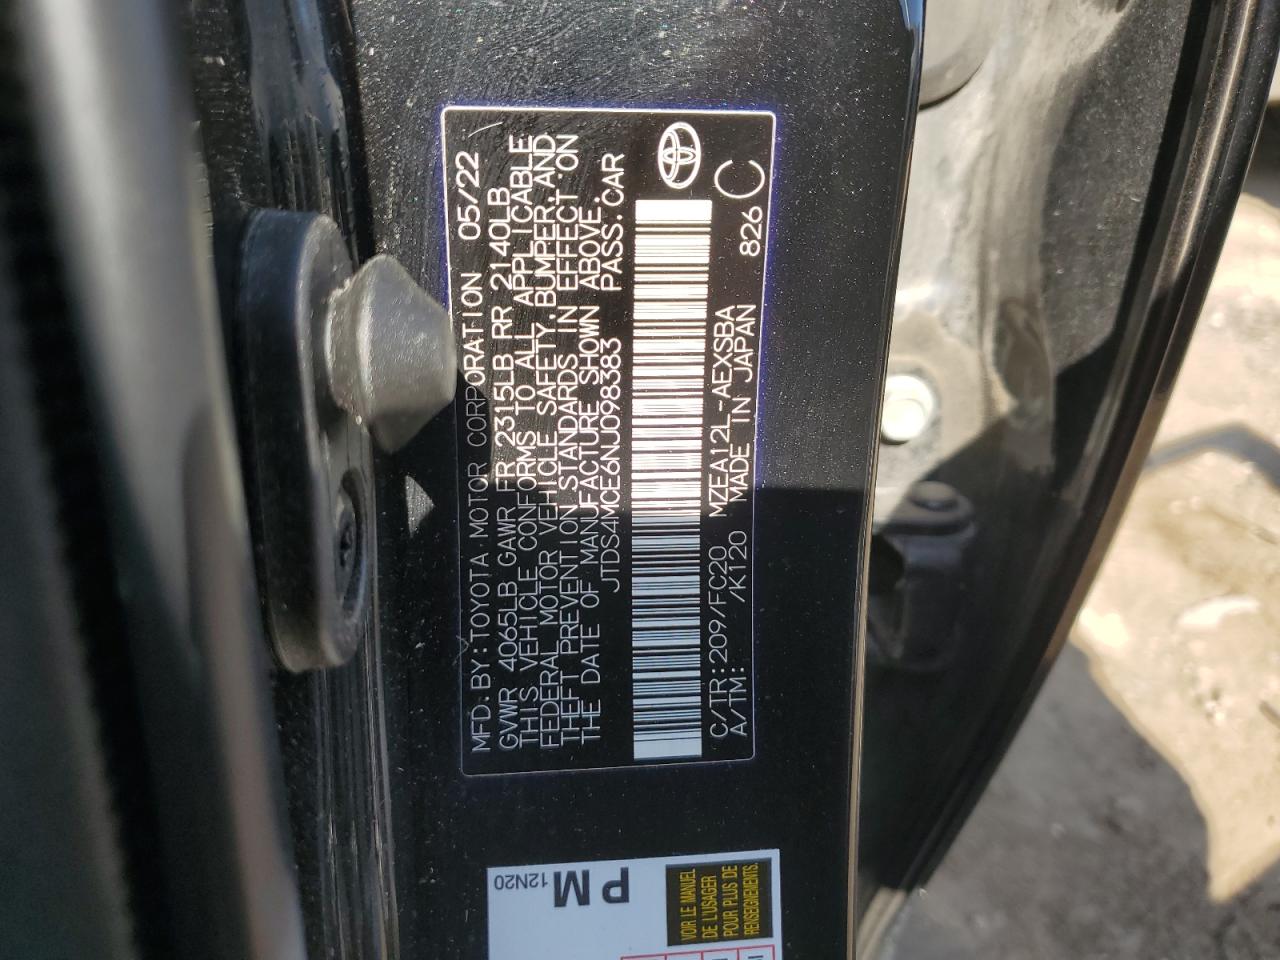 MFD. BY: TOYOTA MOTOR CORPORATION 05/22
GVWR 4065LB GAWR FR 2315LB RR 2140LB
THIS VEHICLE CONFORMS TO ALL APPLICABLE
FEDERAL MOTOR VEHICLE SAFETY, BUMPER, AND
THEFT PREVENTION STANDARDS IN EFFECT ON
THE DATE OF MANUFACTURE SHOWN ABOVE.
JTDS4MCE6NJ098383 PASS. CAR
C/TR: 209/FC20 MZEA12L-AEXSBA 826
A/TM: /K120 MADE IN JAPAN C
PM
12N20
VOIR LE MANUEL
DE L'USAGER
POUR PLUS DE
RENSEIGNEMENTS.